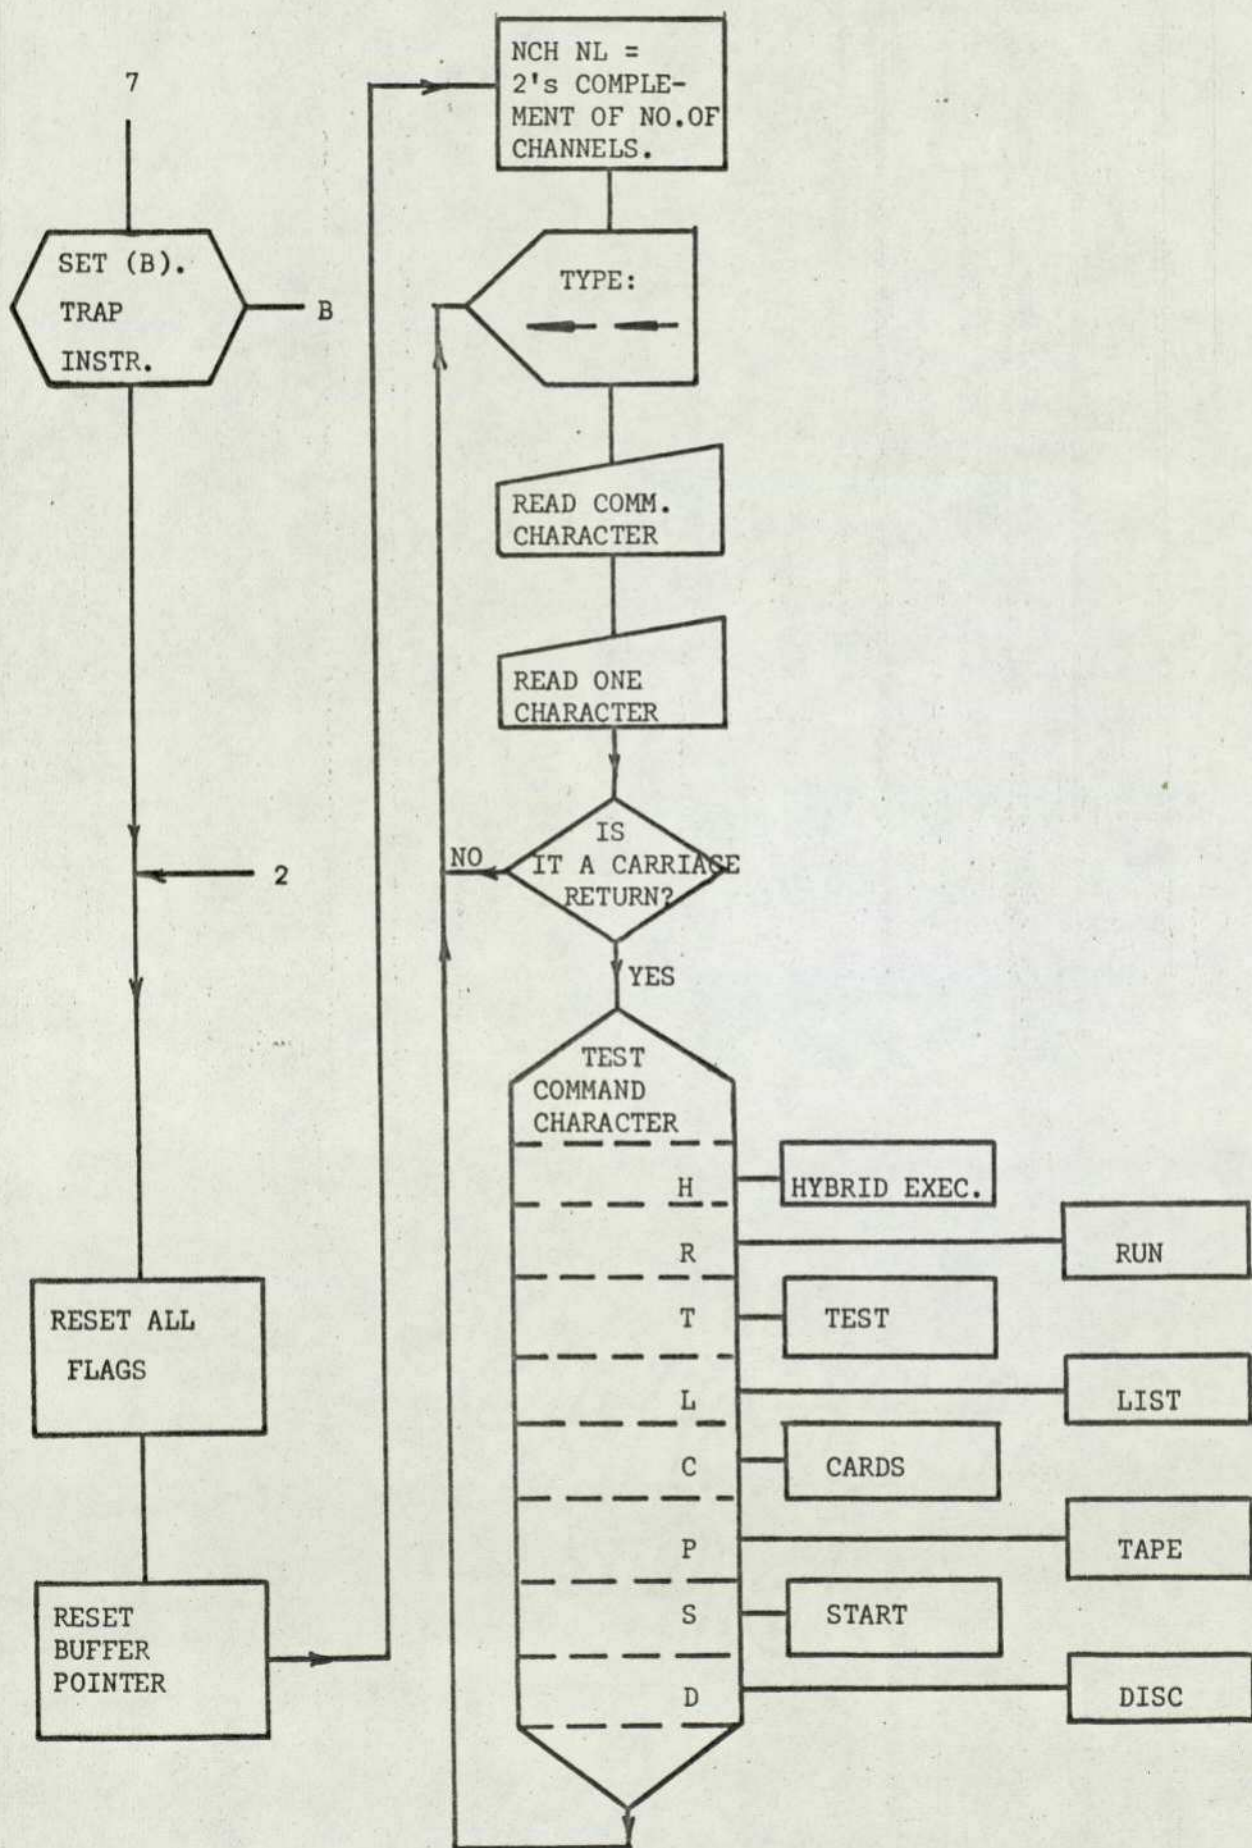 7
SET (B).
TRAP
INSTR.
B
2
RESET ALL
FLAGS
RESET
BUFFER
POINTER
NCH NL =
2's COMPLE-
MENT OF NO.OF
CHANNELS.
TYPE:
READ COMM.
CHARACTER
READ ONE
CHARACTER
IS
IT A CARRIAGE
RETURN?
NO
YES
TEST
COMMAND
CHARACTER
H
HYBRID EXEC.
R
RUN
T
TEST
L
LIST
C
CARDS
P
TAPE
S
START
D
DISC